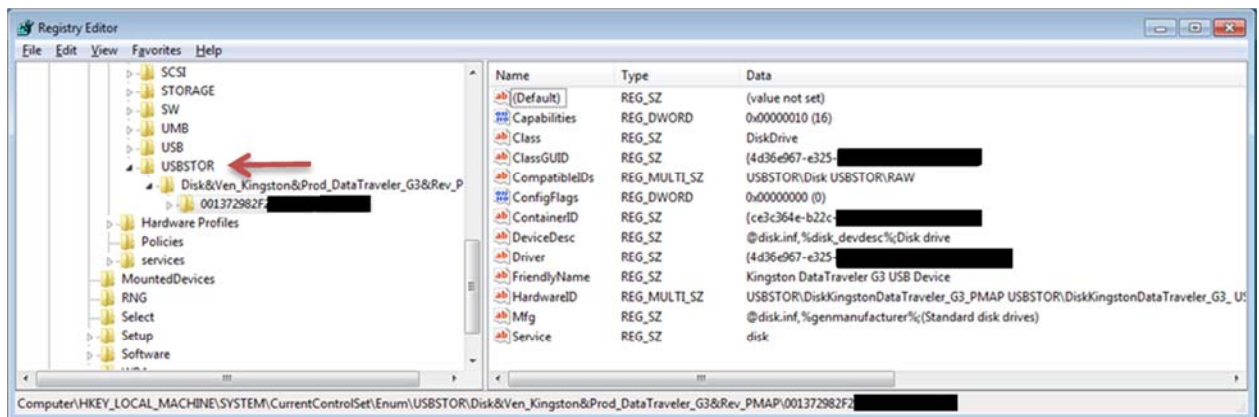 Registry Editor
File Edit View Favorites Help
SCSI
STORAGE
SW
UMB
USB
USBSTOR
Disk&Ven_Kingston&Prod_DataTraveler_G3&Rev_P
001372982F2
Hardware Profiles
Policies
services
MountedDevices
RNG
Select
Setup
Software
Name Type Data
(Default) REG_SZ (value not set)
Capabilities REG_DWORD 0x00000010 (16)
Class REG_SZ DiskDrive
ClassGUID REG_SZ {4d36e967-e325-
CompatibleIDs REG_MULTI_SZ USBSTOR\Disk USBSTOR\RAW
ConfigFlags REG_DWORD 0x00000000 (0)
ContainerID REG_SZ {ce3c364e-b22c-
DeviceDesc REG_SZ @disk.inf,%disk_devdesc%;Disk drive
Driver REG_SZ {4d36e967-e325-
FriendlyName REG_SZ Kingston DataTraveler G3 USB Device
HardwareID REG_MULTI_SZ USBSTOR\DiskKingstonDataTraveler_G3_PMAP USBSTOR\DiskKingstonDataTraveler_G3_ US
Mfg REG_SZ @disk.inf,%genmanufacturer%;(Standard disk drives)
Service REG_SZ disk
Computer\HKEY_LOCAL_MACHINE\SYSTEM\CurrentControlSet\Enum\USBSTOR\Disk&Ven_Kingston&Prod_DataTraveler_G3&Rev_PMAP\001372982F2